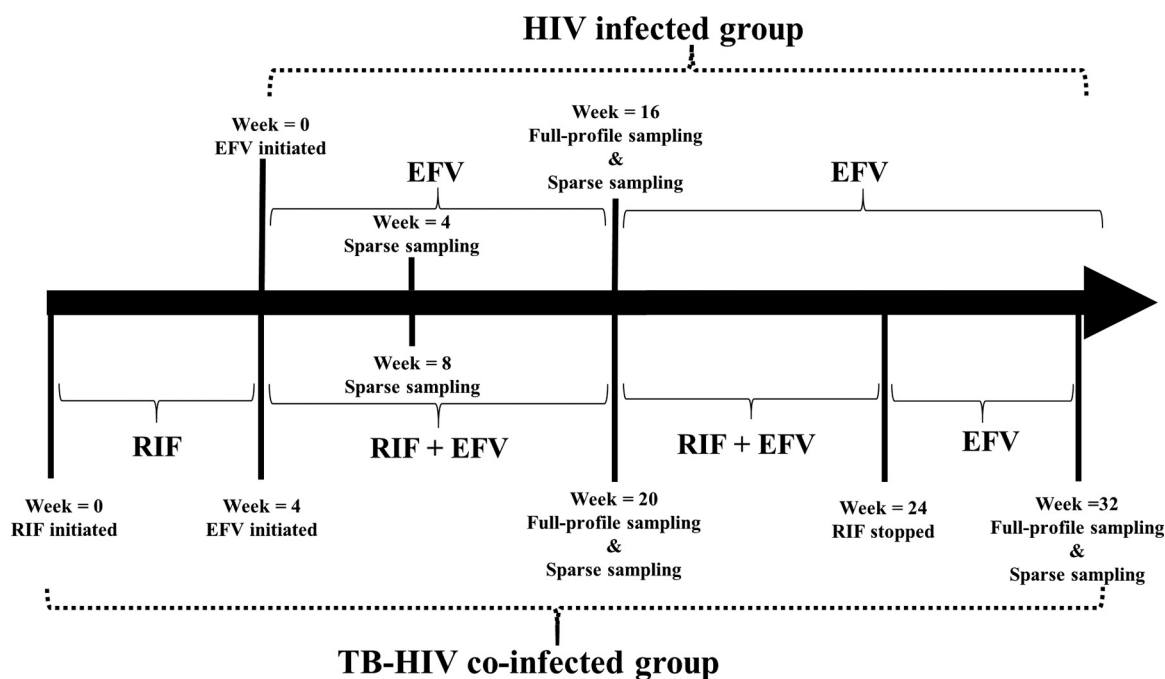 HIV infected group
Week = 0
EFV initiated
Week = 16
Full-profile sampling
&
Sparse sampling
EFV
EFV
Week = 4
Sparse sampling
Week = 8
Sparse sampling
RIF
RIF + EFV
RIF + EFV
EFV
Week = 0
RIF initiated
Week = 4
EFV initiated
Week = 20
Full-profile sampling
&
Sparse sampling
Week = 24
RIF stopped
Week =32
Full-profile sampling
&
Sparse sampling
TB-HIV co-infected group